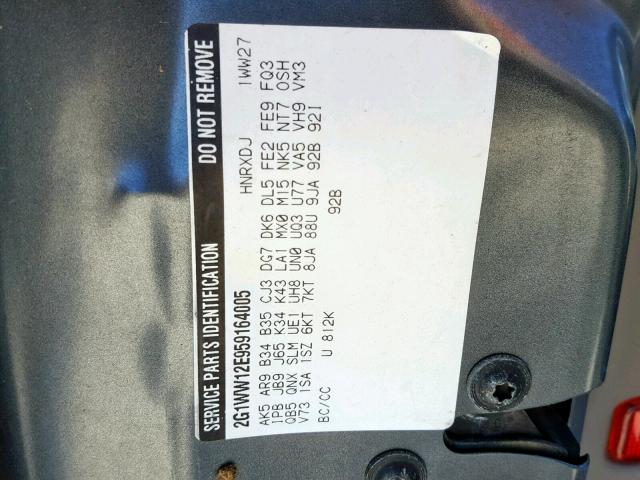 SERVICE PARTS IDENTIFICATION DO NOT REMOVE
2G1WW12E959164005 HNRXDJ 1WW27
AK5 AR9 B34 B35 CJ3 DG7 DK6 DL5 FE2 FE9 FQ3
1PB JB9 J65 K34 K43 LA1 MX0 M15 NK5 NT7 OSH
QB5 QNX SLM UE1 UH8 UN0 UQ3 U77 VA5 VH9 VM3
V73 1SA 1SZ 6KT 7KT 8JA 88U 9JA 92B 92I
92B
BC/CC U 812K